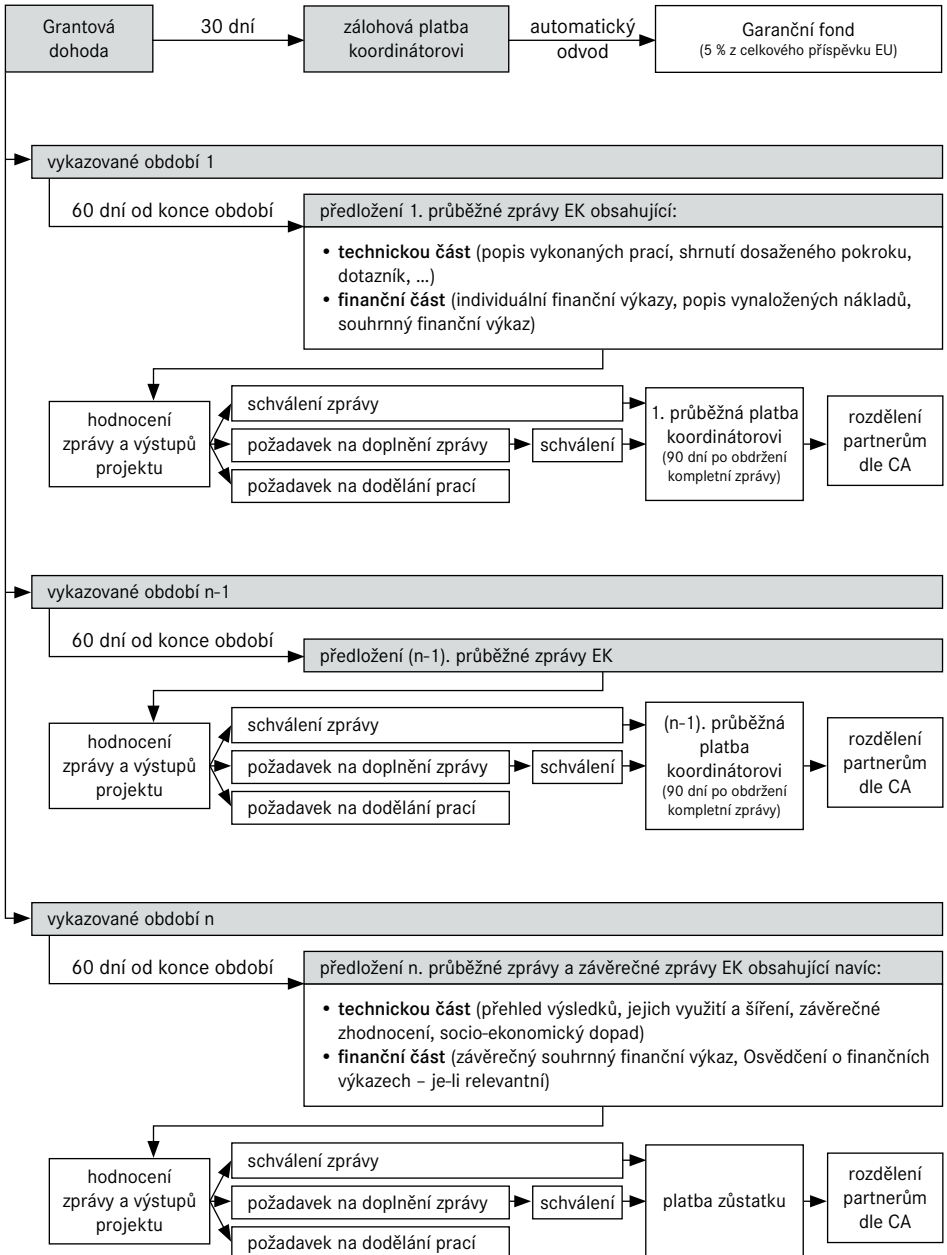 Grantová
dohoda
30 dní
zálohová platba
koordinátorovi
automatický
odvod
Garanční fond
(5 % z celkového příspěvku EU)
vykazované období 1
60 dní od konce období
předložení 1. průběžné zprávy EK obsahující:
• technickou část (popis vykonaných prací, shrnutí dosaženého pokroku,
dotazník, ...)
• finanční část (individuální finanční výkazy, popis vynaložených nákladů,
souhrnný finanční výkaz)
hodnocení
zprávy a výstupů
projektu
schválení zprávy
požadavek na doplnění zprávy
schválení
požadavek na dodělání prací
1. průběžná platba
koordinátorovi
(90 dní po obdržení
kompletní zprávy)
rozdělení
partnerům
dle CA
vykazované období n-1
60 dní od konce období
předložení (n-1). průběžné zprávy EK
hodnocení
zprávy a výstupů
projektu
schválení zprávy
požadavek na doplnění zprávy
schválení
požadavek na dodělání prací
(n-1). průběžná
platba
koordinátorovi
(90 dní po obdržení
kompletní zprávy)
rozdělení
partnerům
dle CA
vykazované období n
60 dní od konce období
předložení n. průběžné zprávy a závěrečné zprávy EK obsahující navíc:
• technickou část (přehled výsledků, jejich využití a šíření, závěrečné
zhodnocení, socio-ekonomický dopad)
• finanční část (závěrečný souhrnný finanční výkaz, Osvědčení o finančních
výkazech – je-li relevantní)
hodnocení
zprávy a výstupů
projektu
schválení zprávy
požadavek na doplnění zprávy
schválení
požadavek na dodělání prací
platba zůstatku
rozdělení
partnerům
dle CA